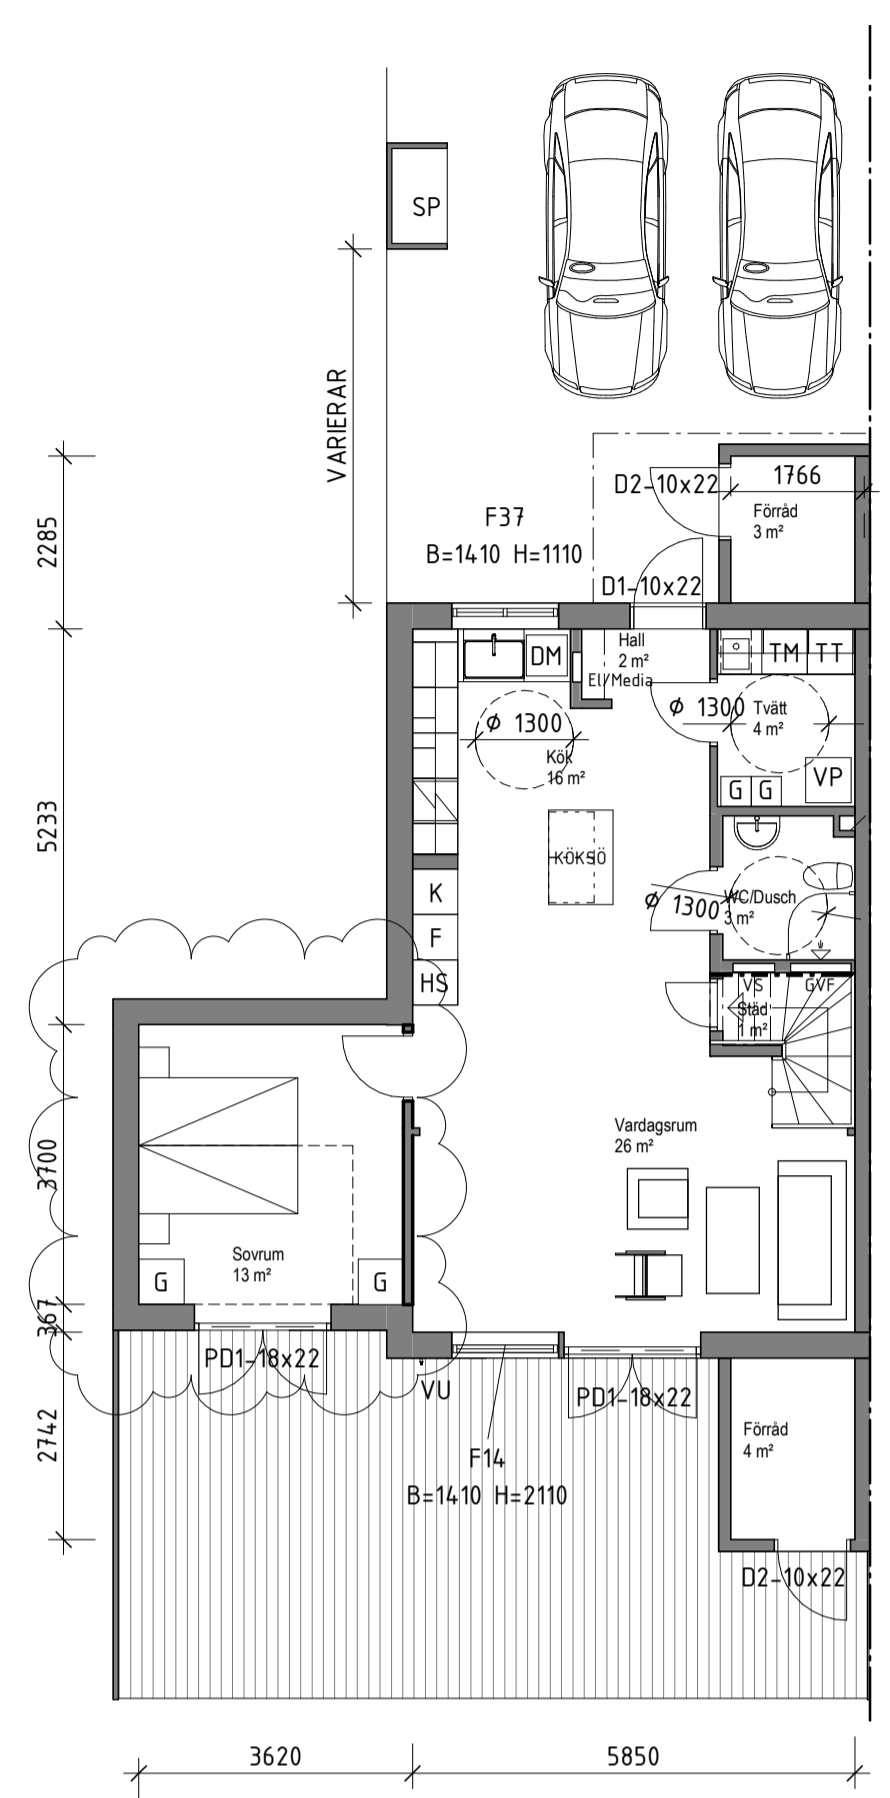 SP
VARIERAR
2285
5233
3700
367
2742
D2-10x22
1766
Förråd
3 m²
F37
B=1410 H=1110
D1-10x22
Hall
2 m²
El/Media
DM
TM
TT
ϕ 1300
ϕ 1300
Tvätt
4 m²
Kök
16 m²
G
G
VP
KÖKSÖ
K
F
HS
ϕ 1300
WC/Dusch
3 m²
VS
GVF
Städ
1 m²
Vardagsrum
26 m²
Sovrum
13 m²
G
G
PD1-18x22
VU
PD1-18x22
F14
B=1410 H=2110
Förråd
4 m²
D2-10x22
3620
5850